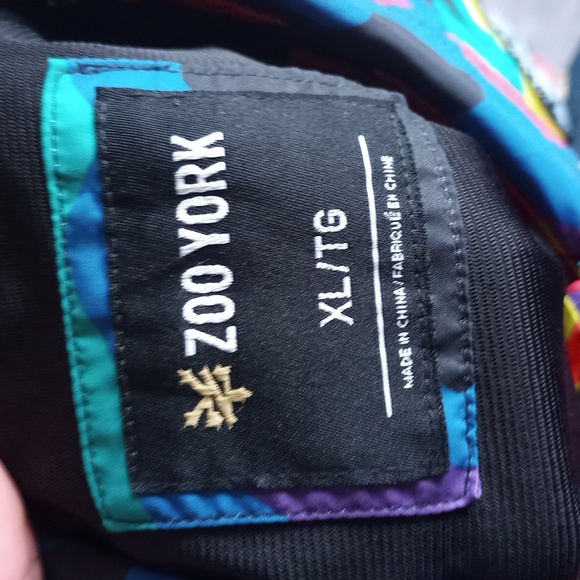 ZOO YORK
XL/TG
MADE IN CHINA/FABRIQUÉ EN CHINE